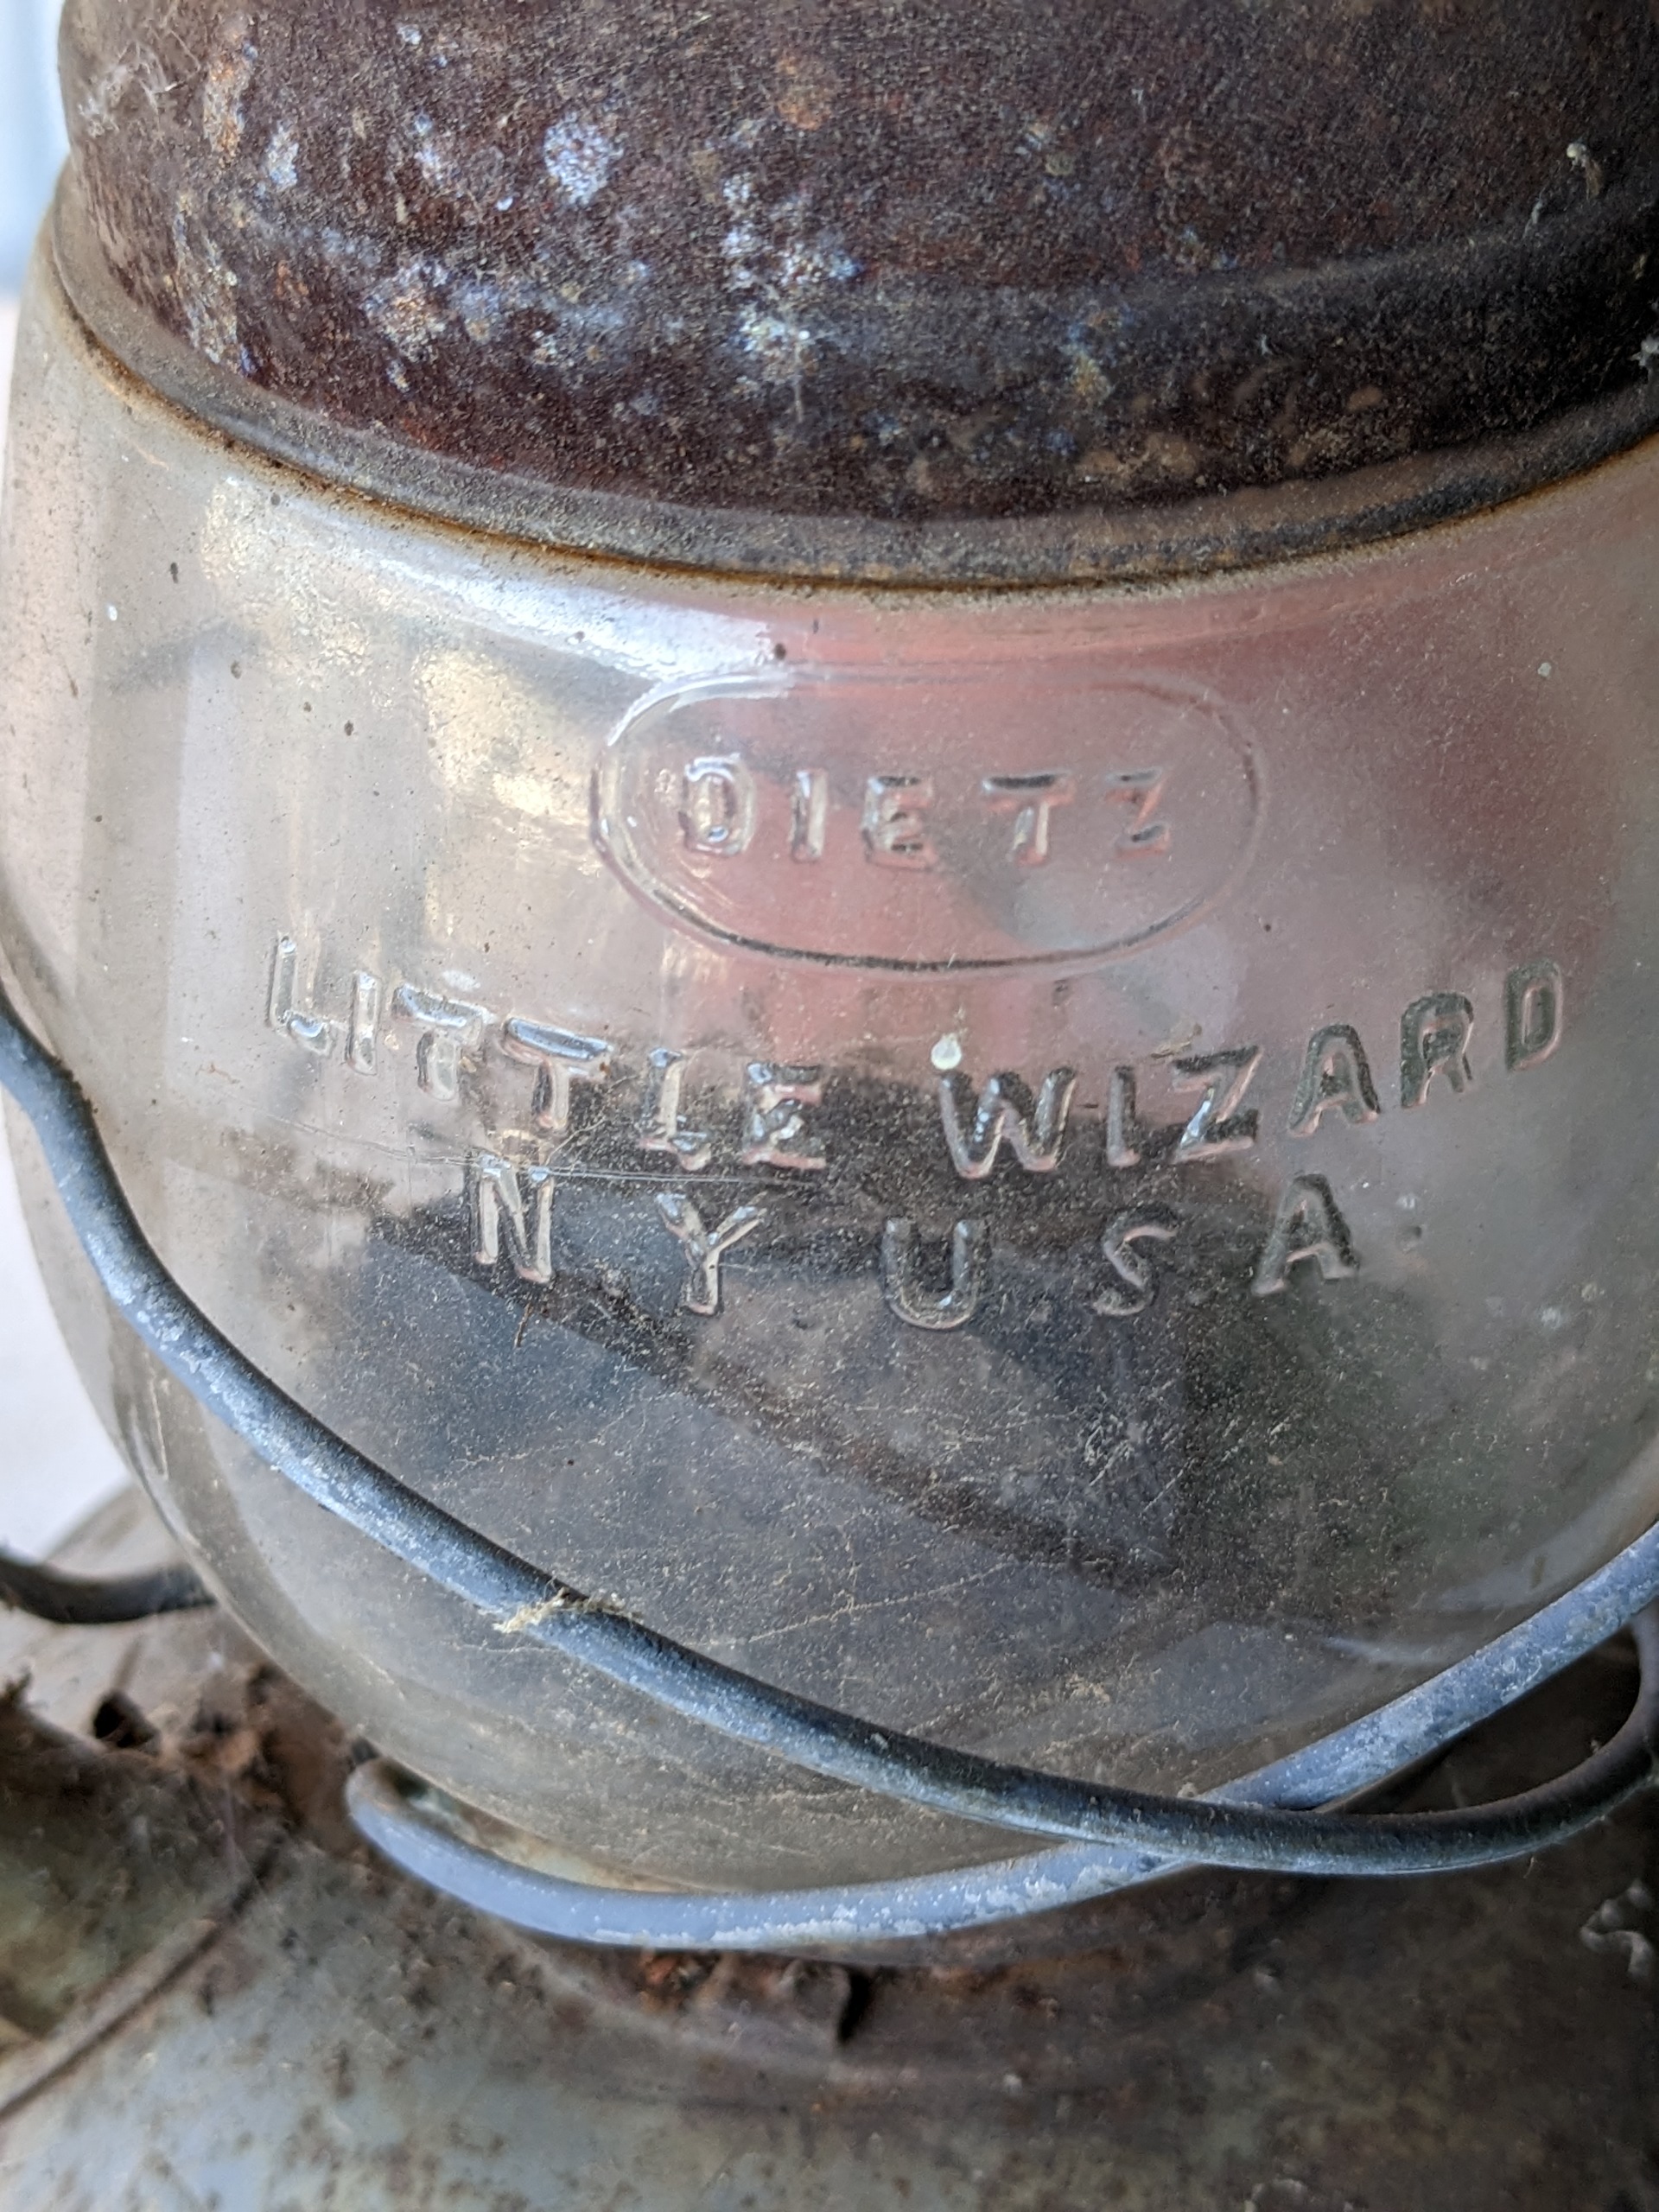 DIETZ
LITTLE WIZARD
N Y U.S.A.